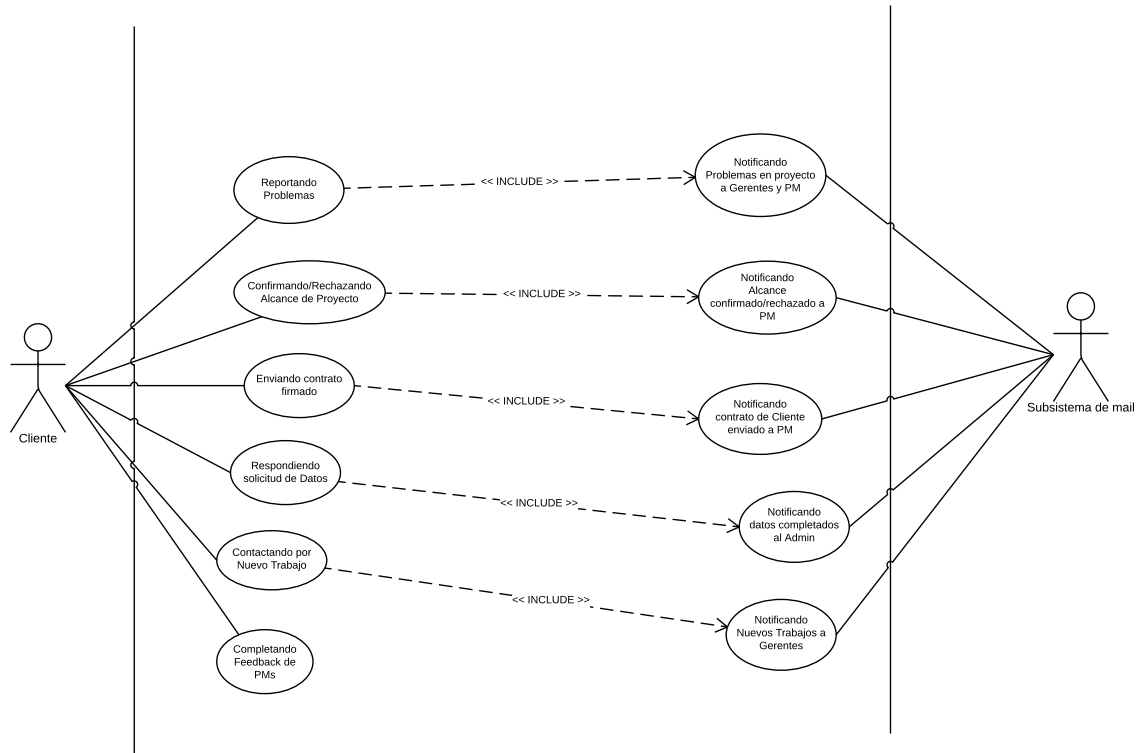 Notificando
Problemas en proyecto
a Gerentes y PM
Reportando
Problemas
<< INCLUDE >>
Confirmando/Rechazando
Alcance de Proyecto
<< INCLUDE >>
Notificando
Alcance
confirmado/rechazado a
PM
Enviando contrato
firmado
<< INCLUDE >>
Notificando
contrato de Cliente
enviado a PM
Cliente
Subsistema de mail
Respondiendo
solicitud de Datos
<< INCLUDE >>
Notificando
datos completados
al Admin
Contactando por
Nuevo Trabajo
<< INCLUDE >>
Notificando
Nuevos Trabajos a
Gerentes
Completando
Feedback de
PMs